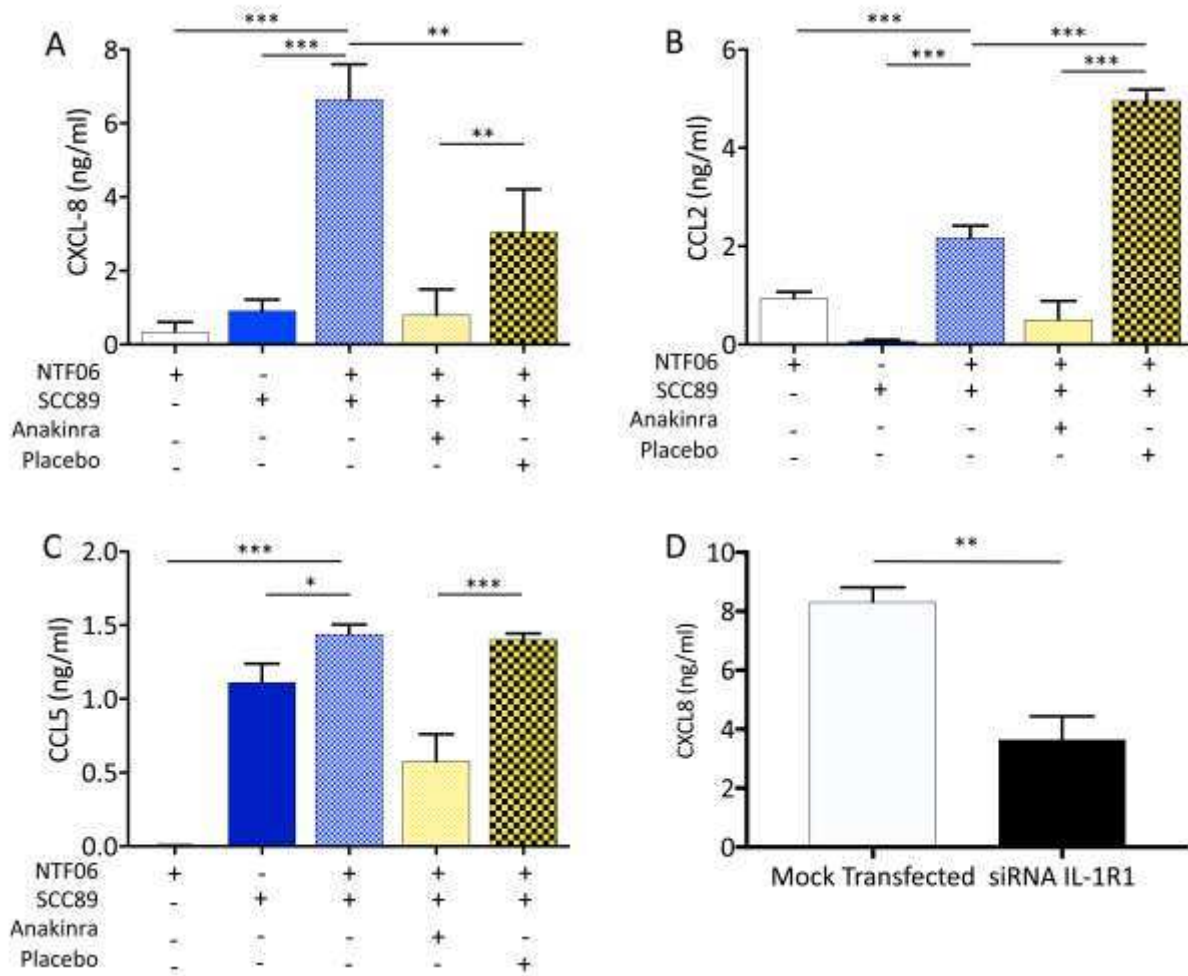 A
***
***
**
**
CXCL-8 (ng/ml)
8
6
4
2
0
NTF06 + - + + +
SCC89 - + + + +
Anakinra - - - + -
Placebo - - - - +
B
***
***
***
***
CCL2 (ng/ml)
6
4
2
0
NTF06 + - + + +
SCC89 - + + + +
Anakinra - - - + -
Placebo - - - - +
C
***
*
***
CCL5 (ng/ml)
2.0
1.5
1.0
0.5
0.0
NTF06 + - + + +
SCC89 - + + + +
Anakinra - - - + -
Placebo - - - - +
D
**
CXCL8 (ng/ml)
10
8
6
4
2
0
Mock Transfected siRNA IL-1R1